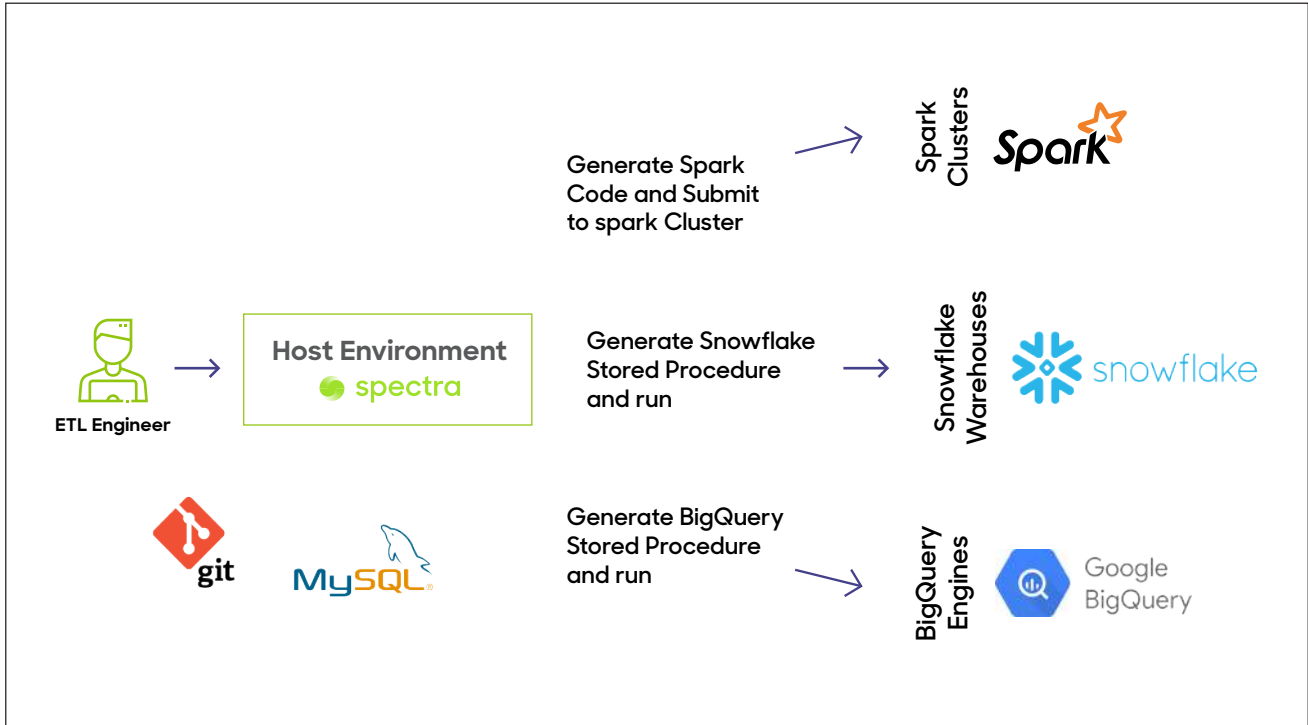 Generate Spark
Code and Submit
to spark Cluster
Spark
Clusters
Spark
ETL Engineer
Host Environment
spectra
Generate Snowflake
Stored Procedure
and run
Snowflake
Warehouses
snowflake
git
MySQL®
Generate BigQuery
Stored Procedure
and run
BigQuery
Engines
Google
BigQuery